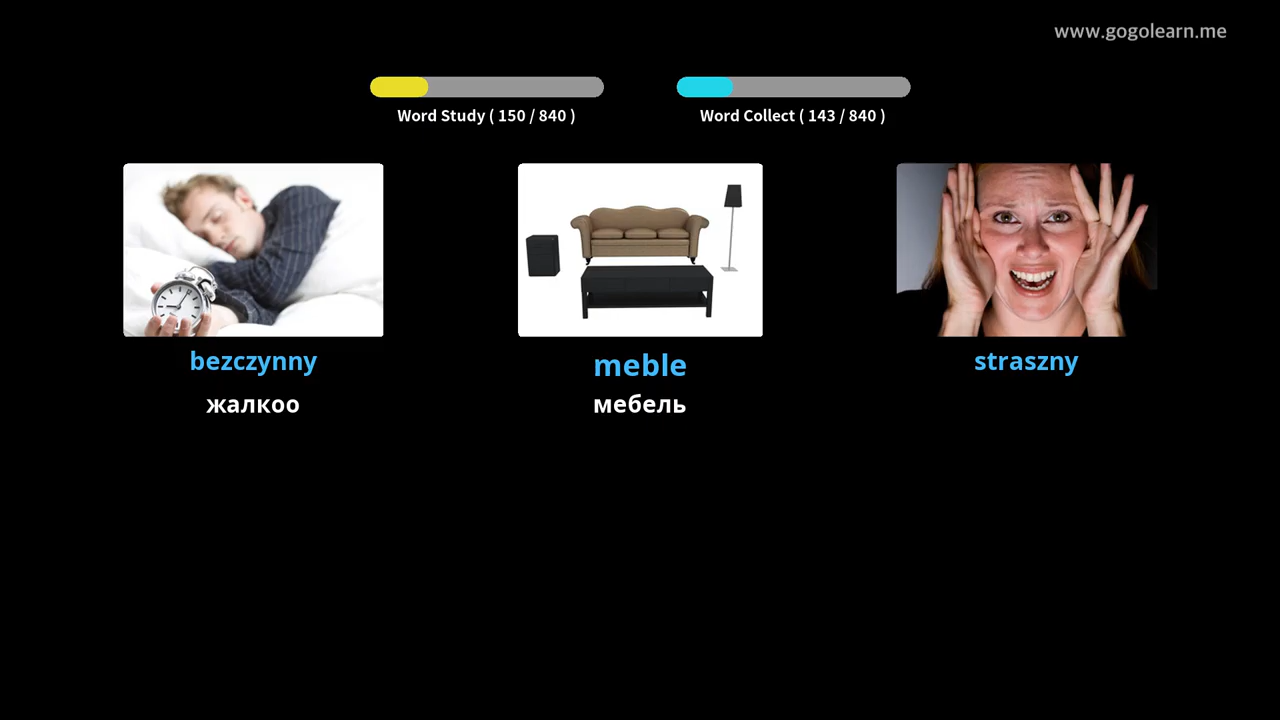 www.gogolearn.me
Word Study ( 150 / 840 )
Word Collect ( 143 / 840 )
bezczynny
meble
straszny
жалкоо
мебель